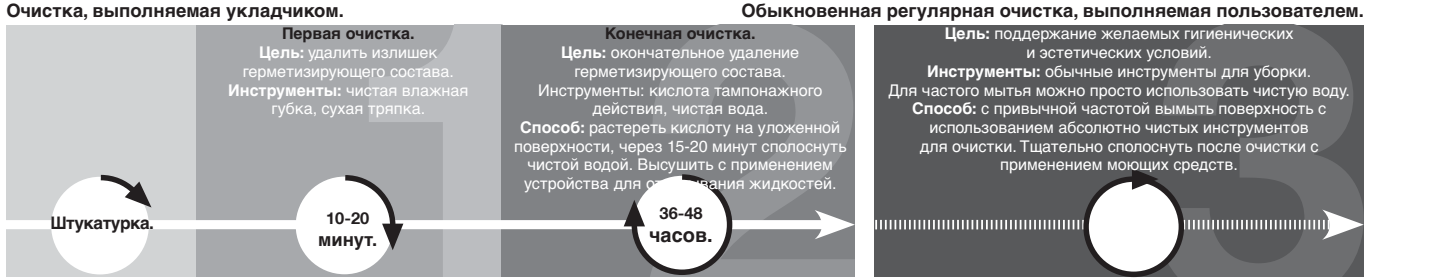 Очистка, выполняемая укладчиком.
Обыкновенная регулярная очистка, выполняемая пользователем.
Первая очистка.
Цель: удалить излишек
герметизирующего состава.
Инструменты: чистая влажная
губка, сухая тряпка.
Конечная очистка.
Цель: окончательное удаление
герметизирующего состава.
Инструменты: кислота тампонажного
действия, чистая вода.
Способ: растереть кислоту на уложенной
поверхности, через 15-20 минут сполоснуть
чистой водой. Высушить с применением
устройства для жидкостей.
Цель: поддержание желаемых гигиенических
и эстетических условий.
Инструменты: обычные инструменты для уборки.
Для частого мытья можно просто использовать чистую воду.
Способ: с привычной частотой вымыть поверхность с
использованием абсолютно чистых инструментов
для очистки. Тщательно сполоснуть после очистки с
применением моющих средств.
Штукатурка.
10-20
минут.
36-48
часов.
1
2
3